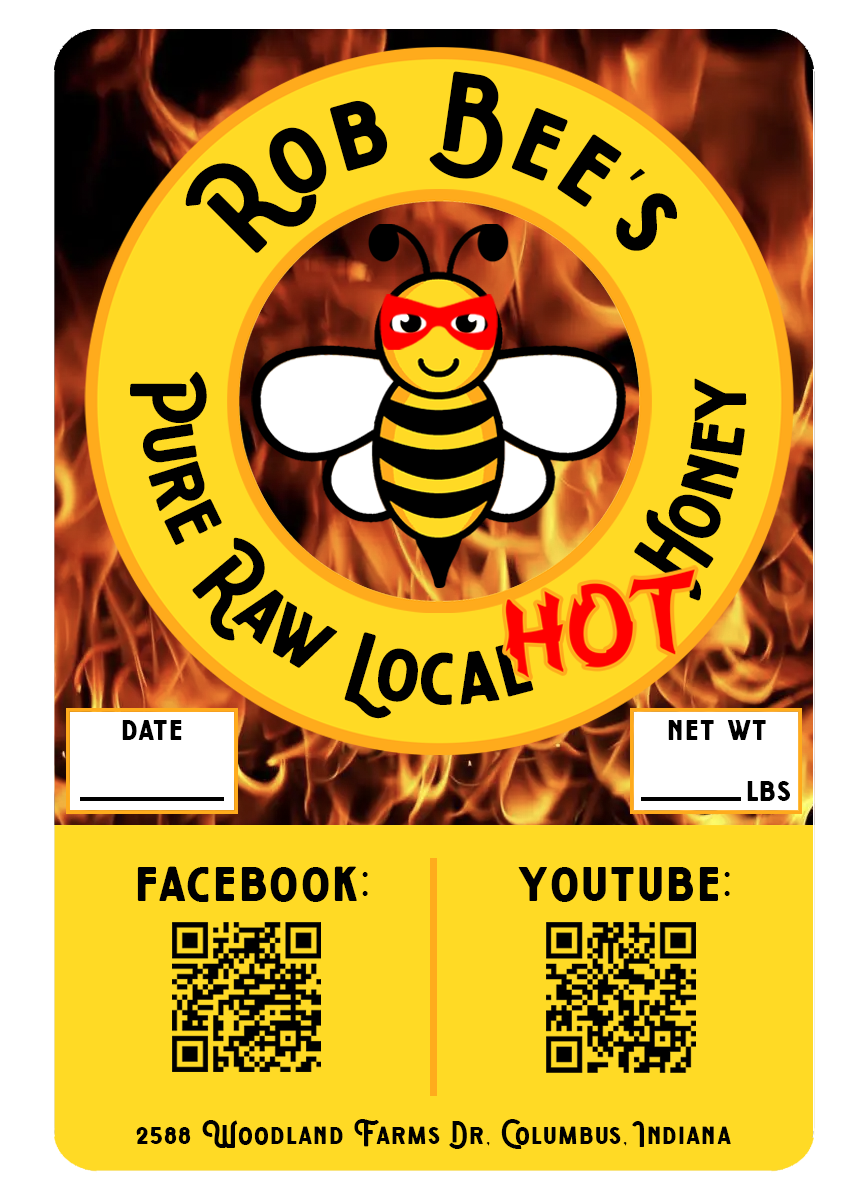 Rob Bee's
Pure Raw Local HOT Honey
DATE
NET WT
LBS
FACEBOOK:
YOUTUBE:
2588 Woodland Farms Dr, Columbus, Indiana